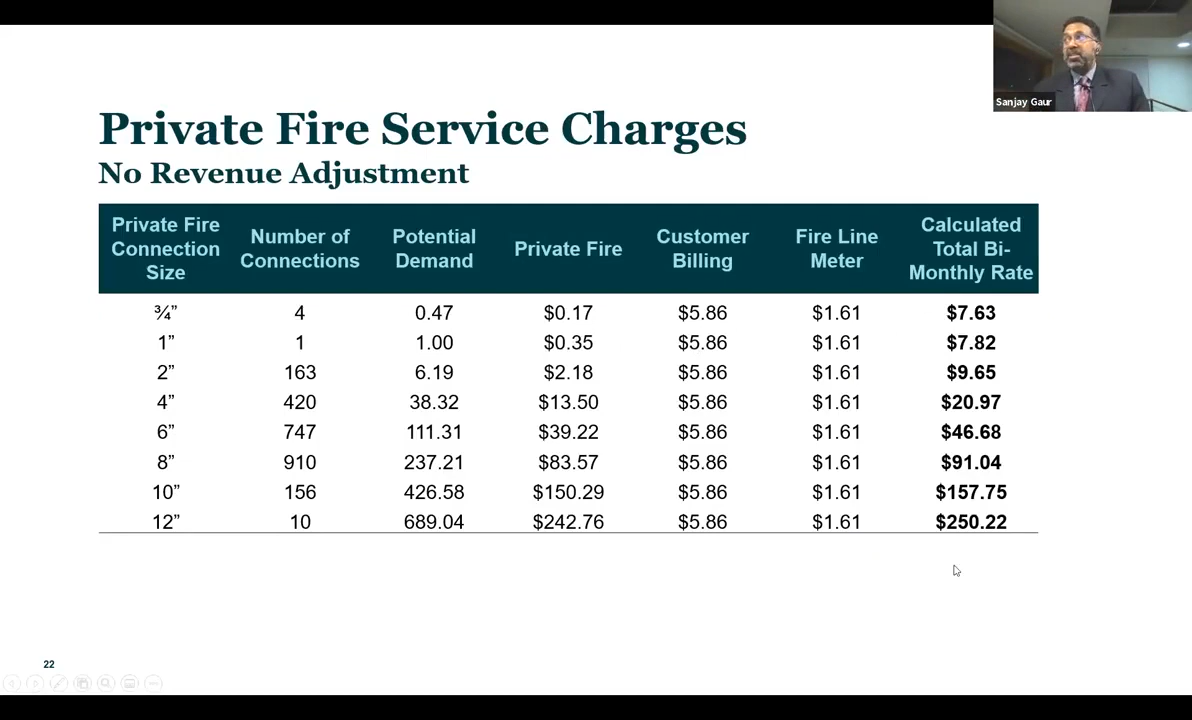 Sanjay Gaur
Private Fire Service Charges
No Revenue Adjustment
Private Fire Connection Size Number of Connections Potential Demand Private Fire Customer Billing Fire Line Meter Calculated Total Bi-Monthly Rate
¾” 4 0.47 $0.17 $5.86 $1.61 $7.63
1” 1 1.00 $0.35 $5.86 $1.61 $7.82
2” 163 6.19 $2.18 $5.86 $1.61 $9.65
4” 420 38.32 $13.50 $5.86 $1.61 $20.97
6” 747 111.31 $39.22 $5.86 $1.61 $46.68
8” 910 237.21 $83.57 $5.86 $1.61 $91.04
10” 156 426.58 $150.29 $5.86 $1.61 $157.75
12” 10 689.04 $242.76 $5.86 $1.61 $250.22
22